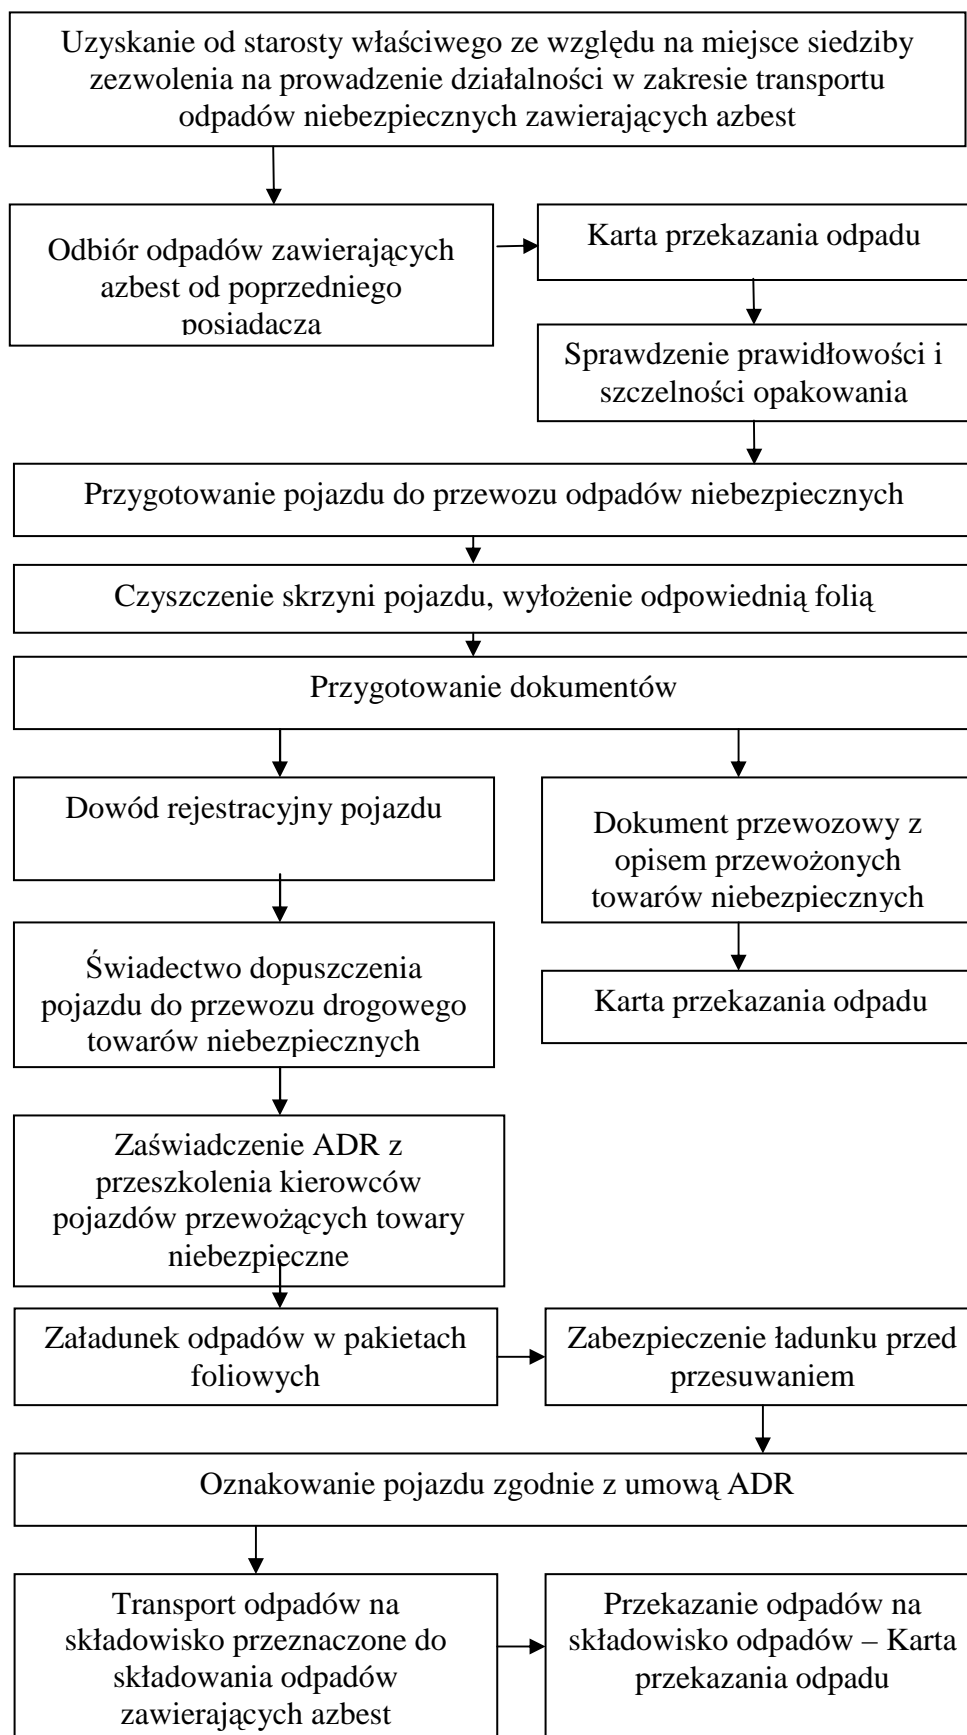 Uzyskanie od starosty właściwego ze względu na miejsce siedziby
zezwolenia na prowadzenie działalności w zakresie transportu
odpadów niebezpiecznych zawierających azbest
Odbiór odpadów zawierających
azbest od poprzedniego
posiadacza
Karta przekazania odpadu
Sprawdzenie prawidłowości i
szczelności opakowania
Przygotowanie pojazdu do przewozu odpadów niebezpiecznych
Czyszczenie skrzyni pojazdu, wyłożenie odpowiednią folią
Przygotowanie dokumentów
Dowód rejestracyjny pojazdu
Dokument przewozowy z
opisem przewożonych
towarów niebezpiecznych
Świadectwo dopuszczenia
pojazdu do przewozu drogowego
towarów niebezpiecznych
Karta przekazania odpadu
Zaświadczenie ADR z
przeszkolenia kierowców
pojazdów przewożących towary
niebezpieczne
Załadunek odpadów w pakietach
foliowych
Zabezpieczenie ładunku przed
przesuwaniem
Oznakowanie pojazdu zgodnie z umową ADR
Transport odpadów na
składowisko przeznaczone do
składowania odpadów
zawierających azbest
Przekazanie odpadów na
składowisko odpadów – Karta
przekazania odpadu